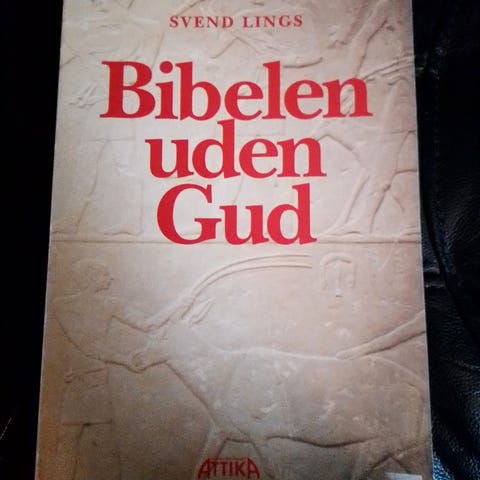 SVEND LINGS
Bibelen
uden
Gud
ATTIKA